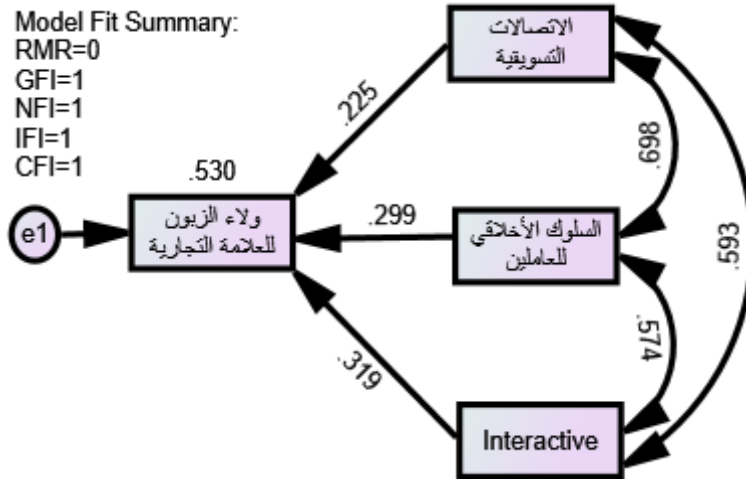 Model Fit Summary:
RMR=0
GFI=1
NFI=1
IFI=1
CFI=1
الاتصالات
التسويقية
.225
.698
.530
e1
ولاء الزبون
للعلامة التجارية
.299
السلوك الأخلاقي
للعاملين
.593
.574
.319
Interactive